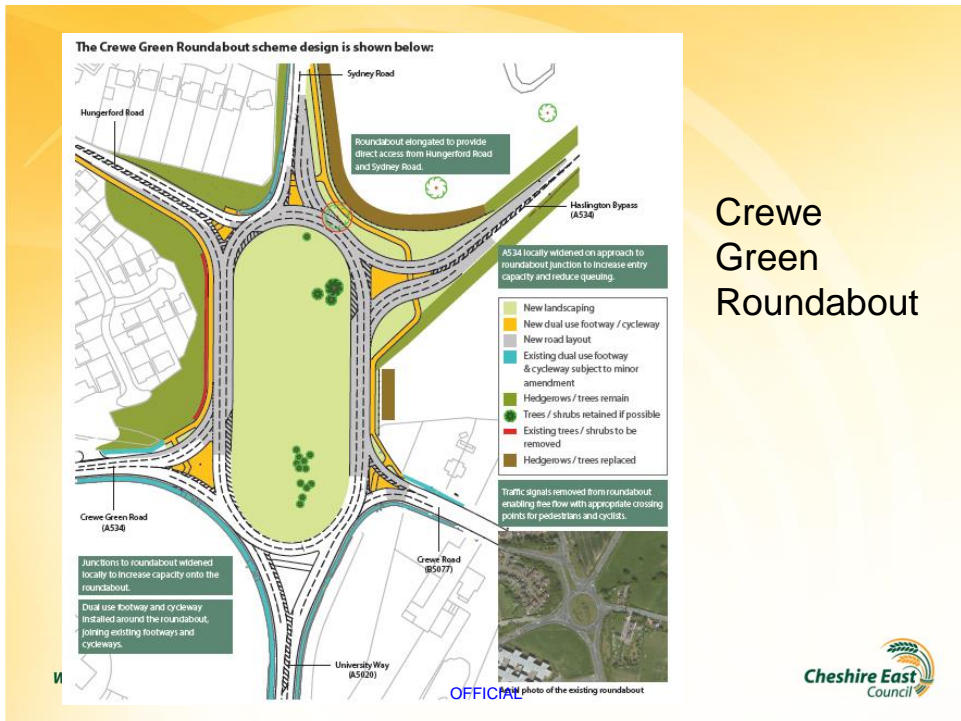 The Crewe Green Roundabout scheme design is shown below:
Sydney Road
Hungerford Road
Roundabout elongated to provide
direct access from Hungerford Road
and Sydney Road.
Haslington Bypass
(A534)
Crewe
Green
Roundabout
A534 locally widened on approach to
roundabout junction to increase entry
capacity and reduce queuing.
New landscaping
New dual use footway / cycleway
New road layout
Existing dual use footway
& cycleway subject to minor
amendment
Hedgerows / trees remain
Trees / shrubs retained if possible
Existing trees / shrubs to be
removed
Hedgerows / trees replaced
Traffic signals removed from roundabout
enabling free flow with appropriate crossing
points for pedestrians and cyclists.
Crewe Green Road
(A534)
Crewe Road
(B5077)
Junctions to roundabout widened
locally to increase capacity onto the
roundabout.
Dual use footway and cycleway
installed around the roundabout,
joining existing footways and
cycleways.
University Way
(A5020)
Aerial photo of the existing roundabout
OFFICIAL
W
Cheshire East
Council